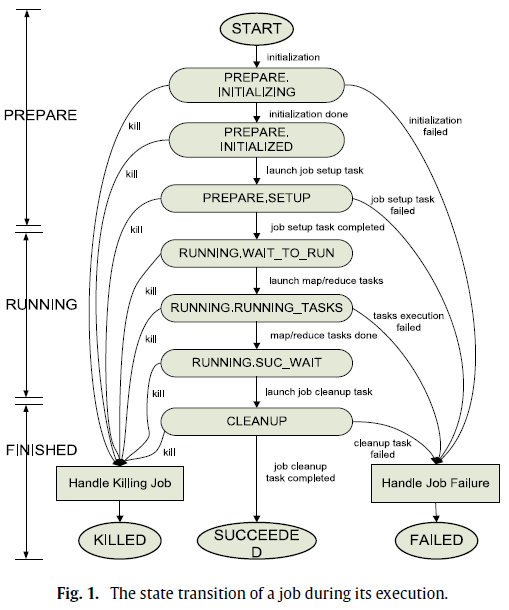 START
initialization
PREPARE.
INITIALIZING
PREPARE
kill
initialization done
initialization
failed
PREPARE.
INITIALIZED
kill
launch job setup task
PREPARE.SETUP
kill
job setup task completed
job setup task
failed
RUNNING.WAIT_TO_RUN
kill
launch map/reduce tasks
RUNNING
RUNNING.RUNNING_TASKS
kill
map/reduce tasks done
tasks execution
failed
RUNNING.SUC_WAIT
kill
launch job cleanup task
CLEANUP
kill
FINISHED
cleanup task
failed
job cleanup
task completed
Handle Killing Job
Handle Job Failure
KILLED
SUCCEEDE
D
FAILED
Fig. 1. The state transition of a job during its execution.